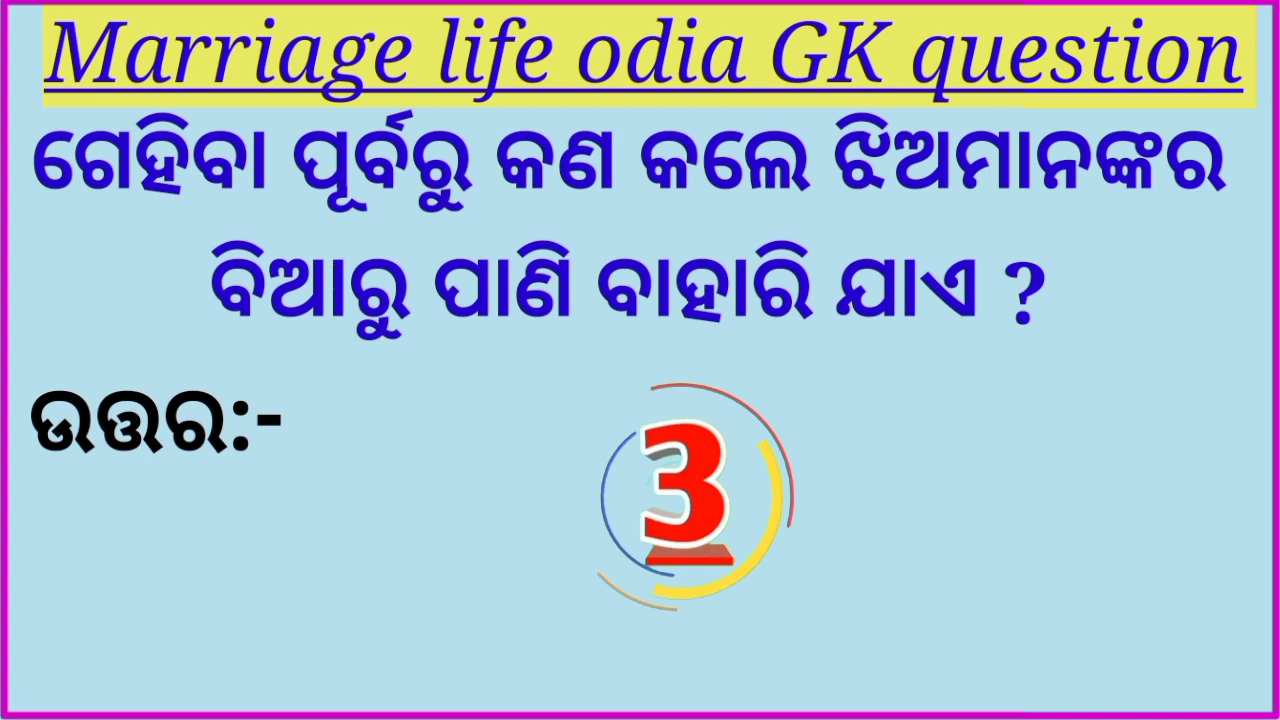 Marriage life odia GK question
ଗେହିବା ପୂର୍ବରୁ କଣ କଲେ ଝିଅମାନଙ୍କର
ବିଆରୁ ପାଣି ବାହାରି ଯାଏ ?
ଉତ୍ତର:-
3